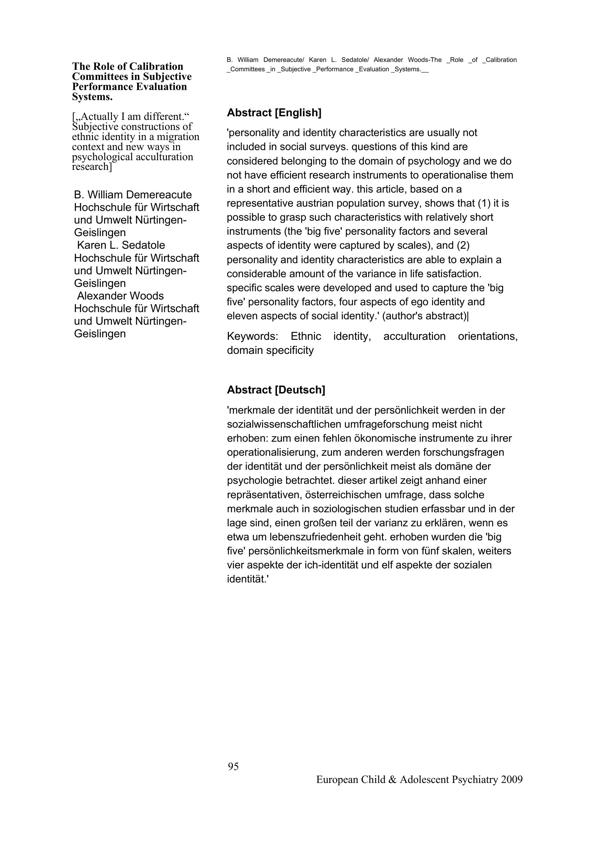 The Role of Calibration
Committees in Subjective
Performance Evaluation
Systems.
[„Actually I am different.“
Subjective constructions of
ethnic identity in a migration
context and new ways in
psychological acculturation
research]
B. William Demereacute
Hochschule für Wirtschaft
und Umwelt Nürtingen-
Geislingen
Karen L. Sedatole
Hochschule für Wirtschaft
und Umwelt Nürtingen-
Geislingen
Alexander Woods
Hochschule für Wirtschaft
und Umwelt Nürtingen-
Geislingen
B. William Demereacute/ Karen L. Sedatole/ Alexander Woods-The _Role _of _Calibration
_Committees _in _Subjective _Performance _Evaluation _Systems.__
Abstract [English]
'personality and identity characteristics are usually not
included in social surveys. questions of this kind are
considered belonging to the domain of psychology and we do
not have efficient research instruments to operationalise them
in a short and efficient way. this article, based on a
representative austrian population survey, shows that (1) it is
possible to grasp such characteristics with relatively short
instruments (the 'big five' personality factors and several
aspects of identity were captured by scales), and (2)
personality and identity characteristics are able to explain a
considerable amount of the variance in life satisfaction.
specific scales were developed and used to capture the 'big
five' personality factors, four aspects of ego identity and
eleven aspects of social identity.' (author's abstract)|
Keywords: Ethnic identity, acculturation orientations,
domain specificity
Abstract [Deutsch]
'merkmale der identität und der persönlichkeit werden in der
sozialwissenschaftlichen umfrageforschung meist nicht
erhoben: zum einen fehlen ökonomische instrumente zu ihrer
operationalisierung, zum anderen werden forschungsfragen
der identität und der persönlichkeit meist als domäne der
psychologie betrachtet. dieser artikel zeigt anhand einer
repräsentativen, österreichischen umfrage, dass solche
merkmale auch in soziologischen studien erfassbar und in der
lage sind, einen großen teil der varianz zu erklären, wenn es
etwa um lebenszufriedenheit geht. erhoben wurden die 'big
five' persönlichkeitsmerkmale in form von fünf skalen, weiters
vier aspekte der ich-identität und elf aspekte der sozialen
identität.'
95
European Child & Adolescent Psychiatry 2009